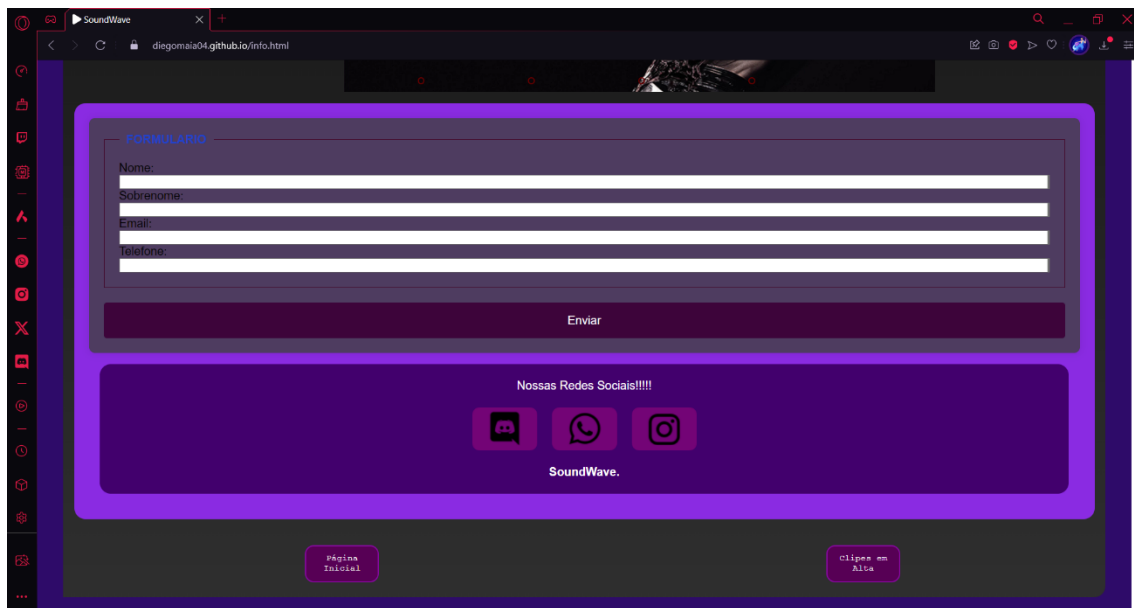 SoundWave
diegomaia04.github.io/info.html
FORMULARIO
Nome:
Sobrenome:
Email:
Telefone:
Enviar
Nossas Redes Sociais!!!!!
SoundWave.
Página
Inicial
Clipes em
Alta